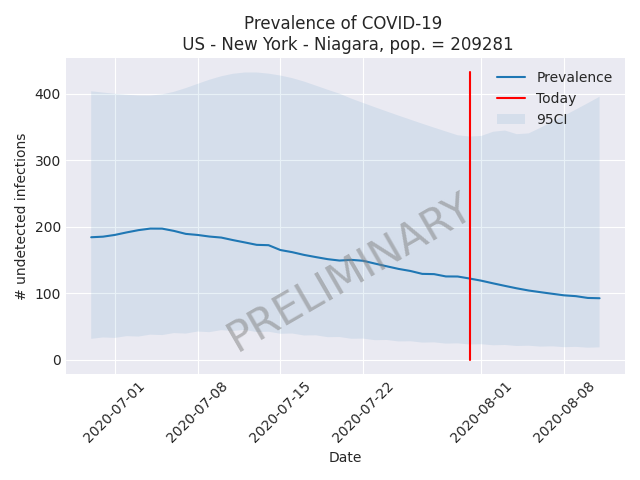 Prevalence of COVID-19
US - New York - Niagara, pop. = 209281
# undetected infections
400
300
200
100
0
Prevalence
Today
95CI
PRELIMINARY
2020-07-01
2020-07-08
2020-07-15
2020-07-22
2020-08-01
2020-08-08
Date